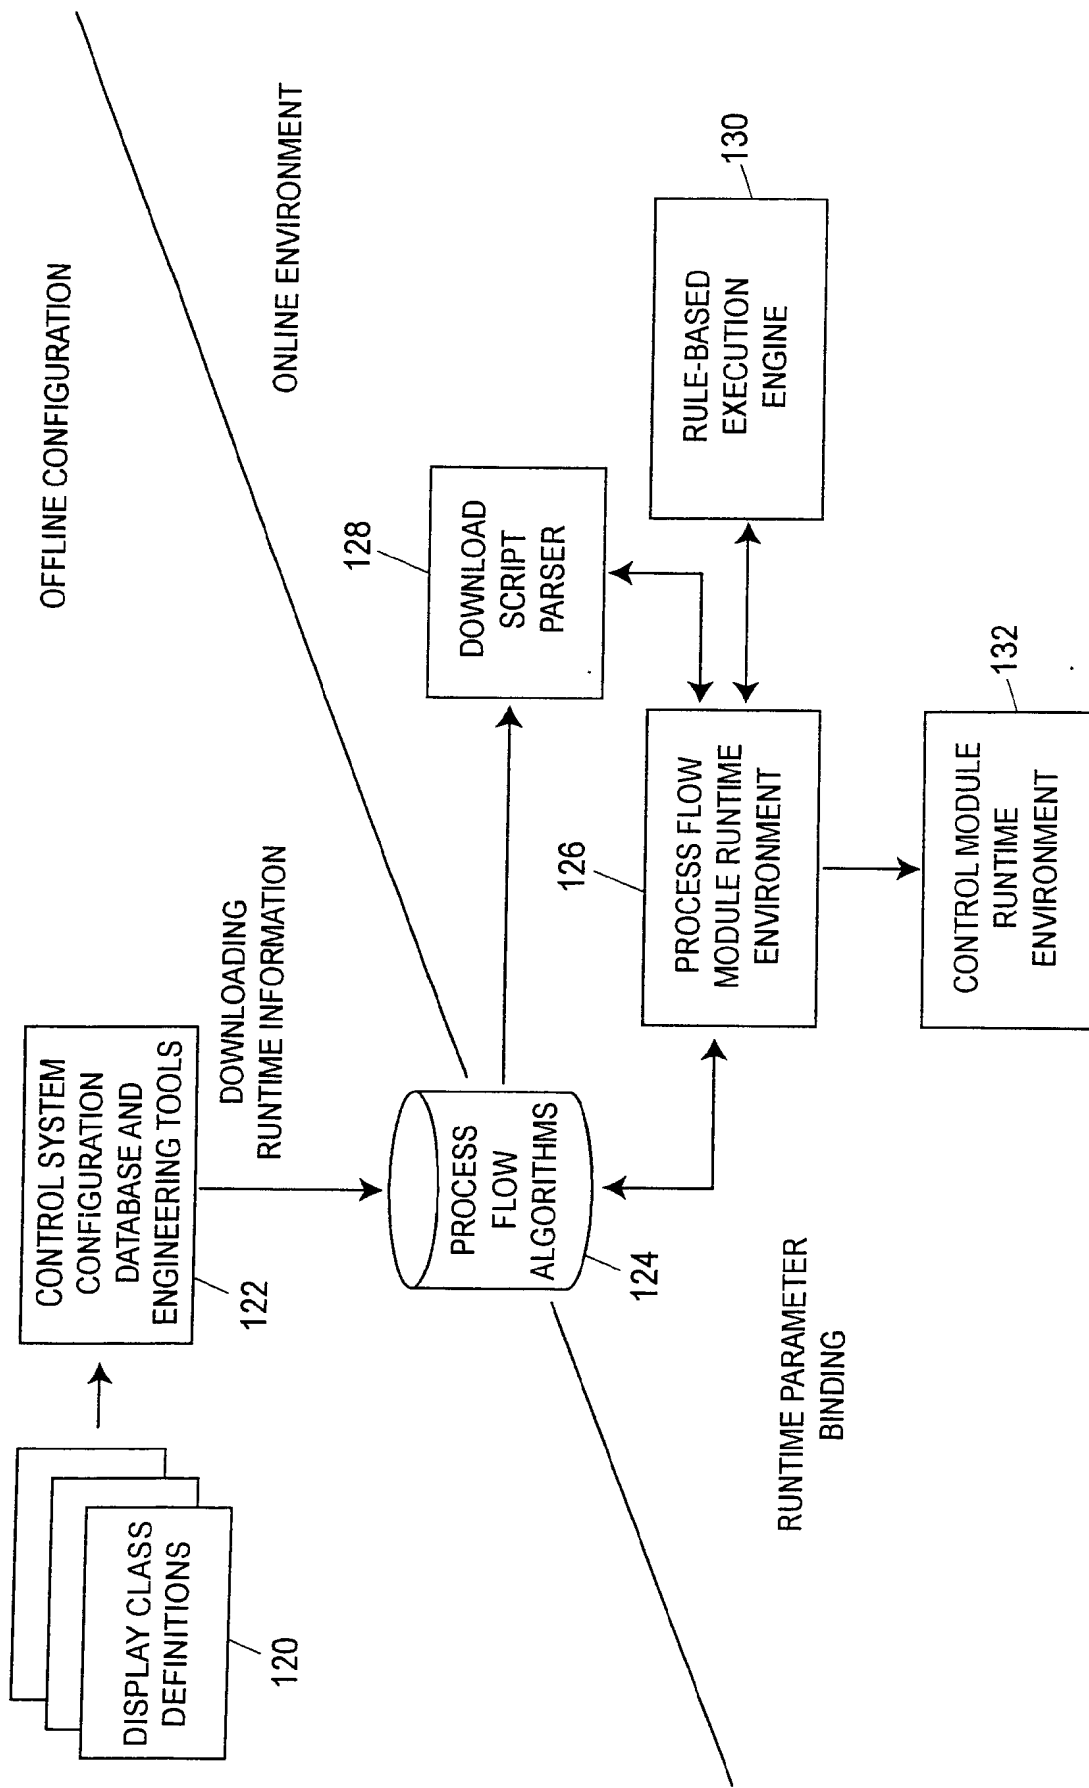 OFFLINE CONFIGURATION
ONLINE ENVIRONMENT
DISPLAY CLASS
DEFINITIONS
120
CONTROL SYSTEM
CONFIGURATION
DATABASE AND
ENGINEERING TOOLS
122
DOWNLOADING
RUNTIME INFORMATION
PROCESS
FLOW
ALGORITHMS
124
128
DOWNLOAD
SCRIPT
PARSER
130
RULE-BASED
EXECUTION
ENGINE
126
PROCESS FLOW
MODULE RUNTIME
ENVIRONMENT
RUNTIME PARAMETER
BINDING
132
CONTROL MODULE
RUNTIME
ENVIRONMENT